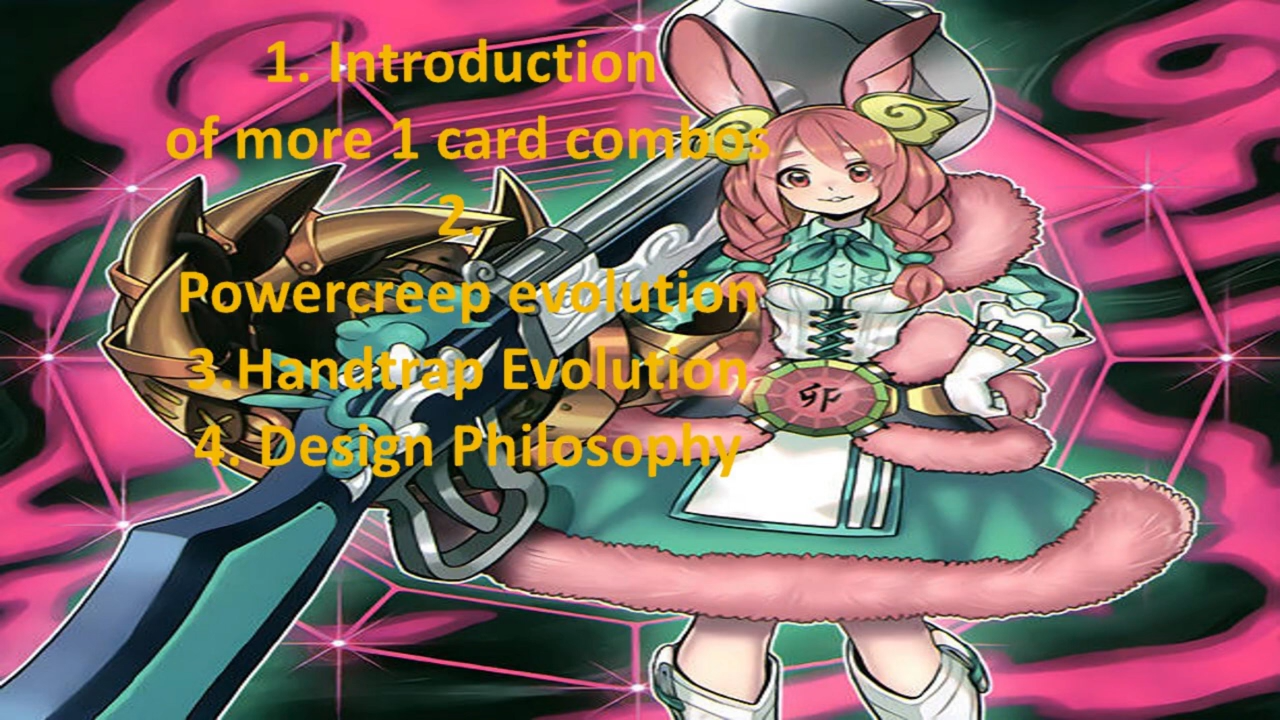 1. Introduction
of more 1 card combos
2.
Powercreep evolution
3.Handtrap Evolution
4. Design Philosophy
卯